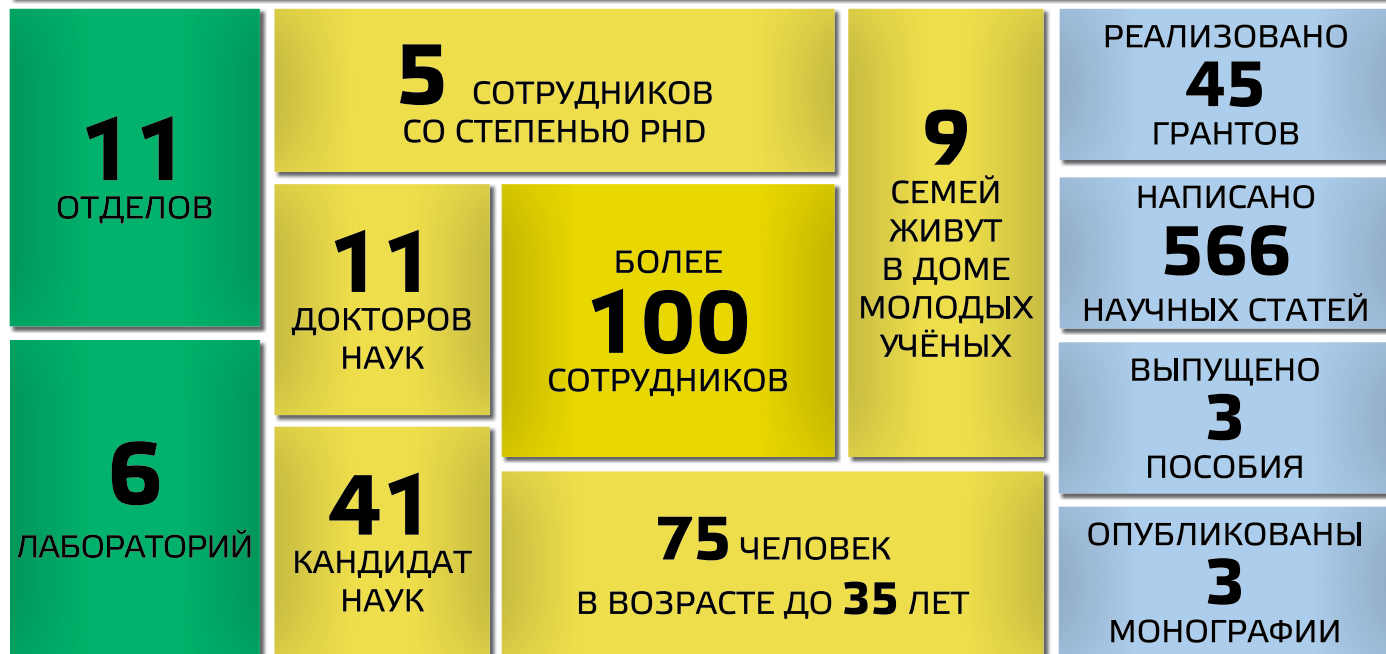 11
ОТДЕЛОВ
6
ЛАБОРАТОРИЙ
5 СОТРУДНИКОВ
СО СТЕПЕНЬЮ PHD
11
ДОКТОРОВ
НАУК
41
КАНДИДАТ
НАУК
БОЛЕЕ
100
СОТРУДНИКОВ
9
СЕМЕЙ
ЖИВУТ
В ДОМЕ
МОЛОДЫХ
УЧЁНЫХ
75 ЧЕЛОВЕК
В ВОЗРАСТЕ ДО 35 ЛЕТ
РЕАЛИЗОВАНО
45
ГРАНТОВ
НАПИСАНО
566
НАУЧНЫХ СТАТЕЙ
ВЫПУЩЕНО
3
ПОСОБИЯ
ОПУБЛИКОВАНЫ
3
МОНОГРАФИИ